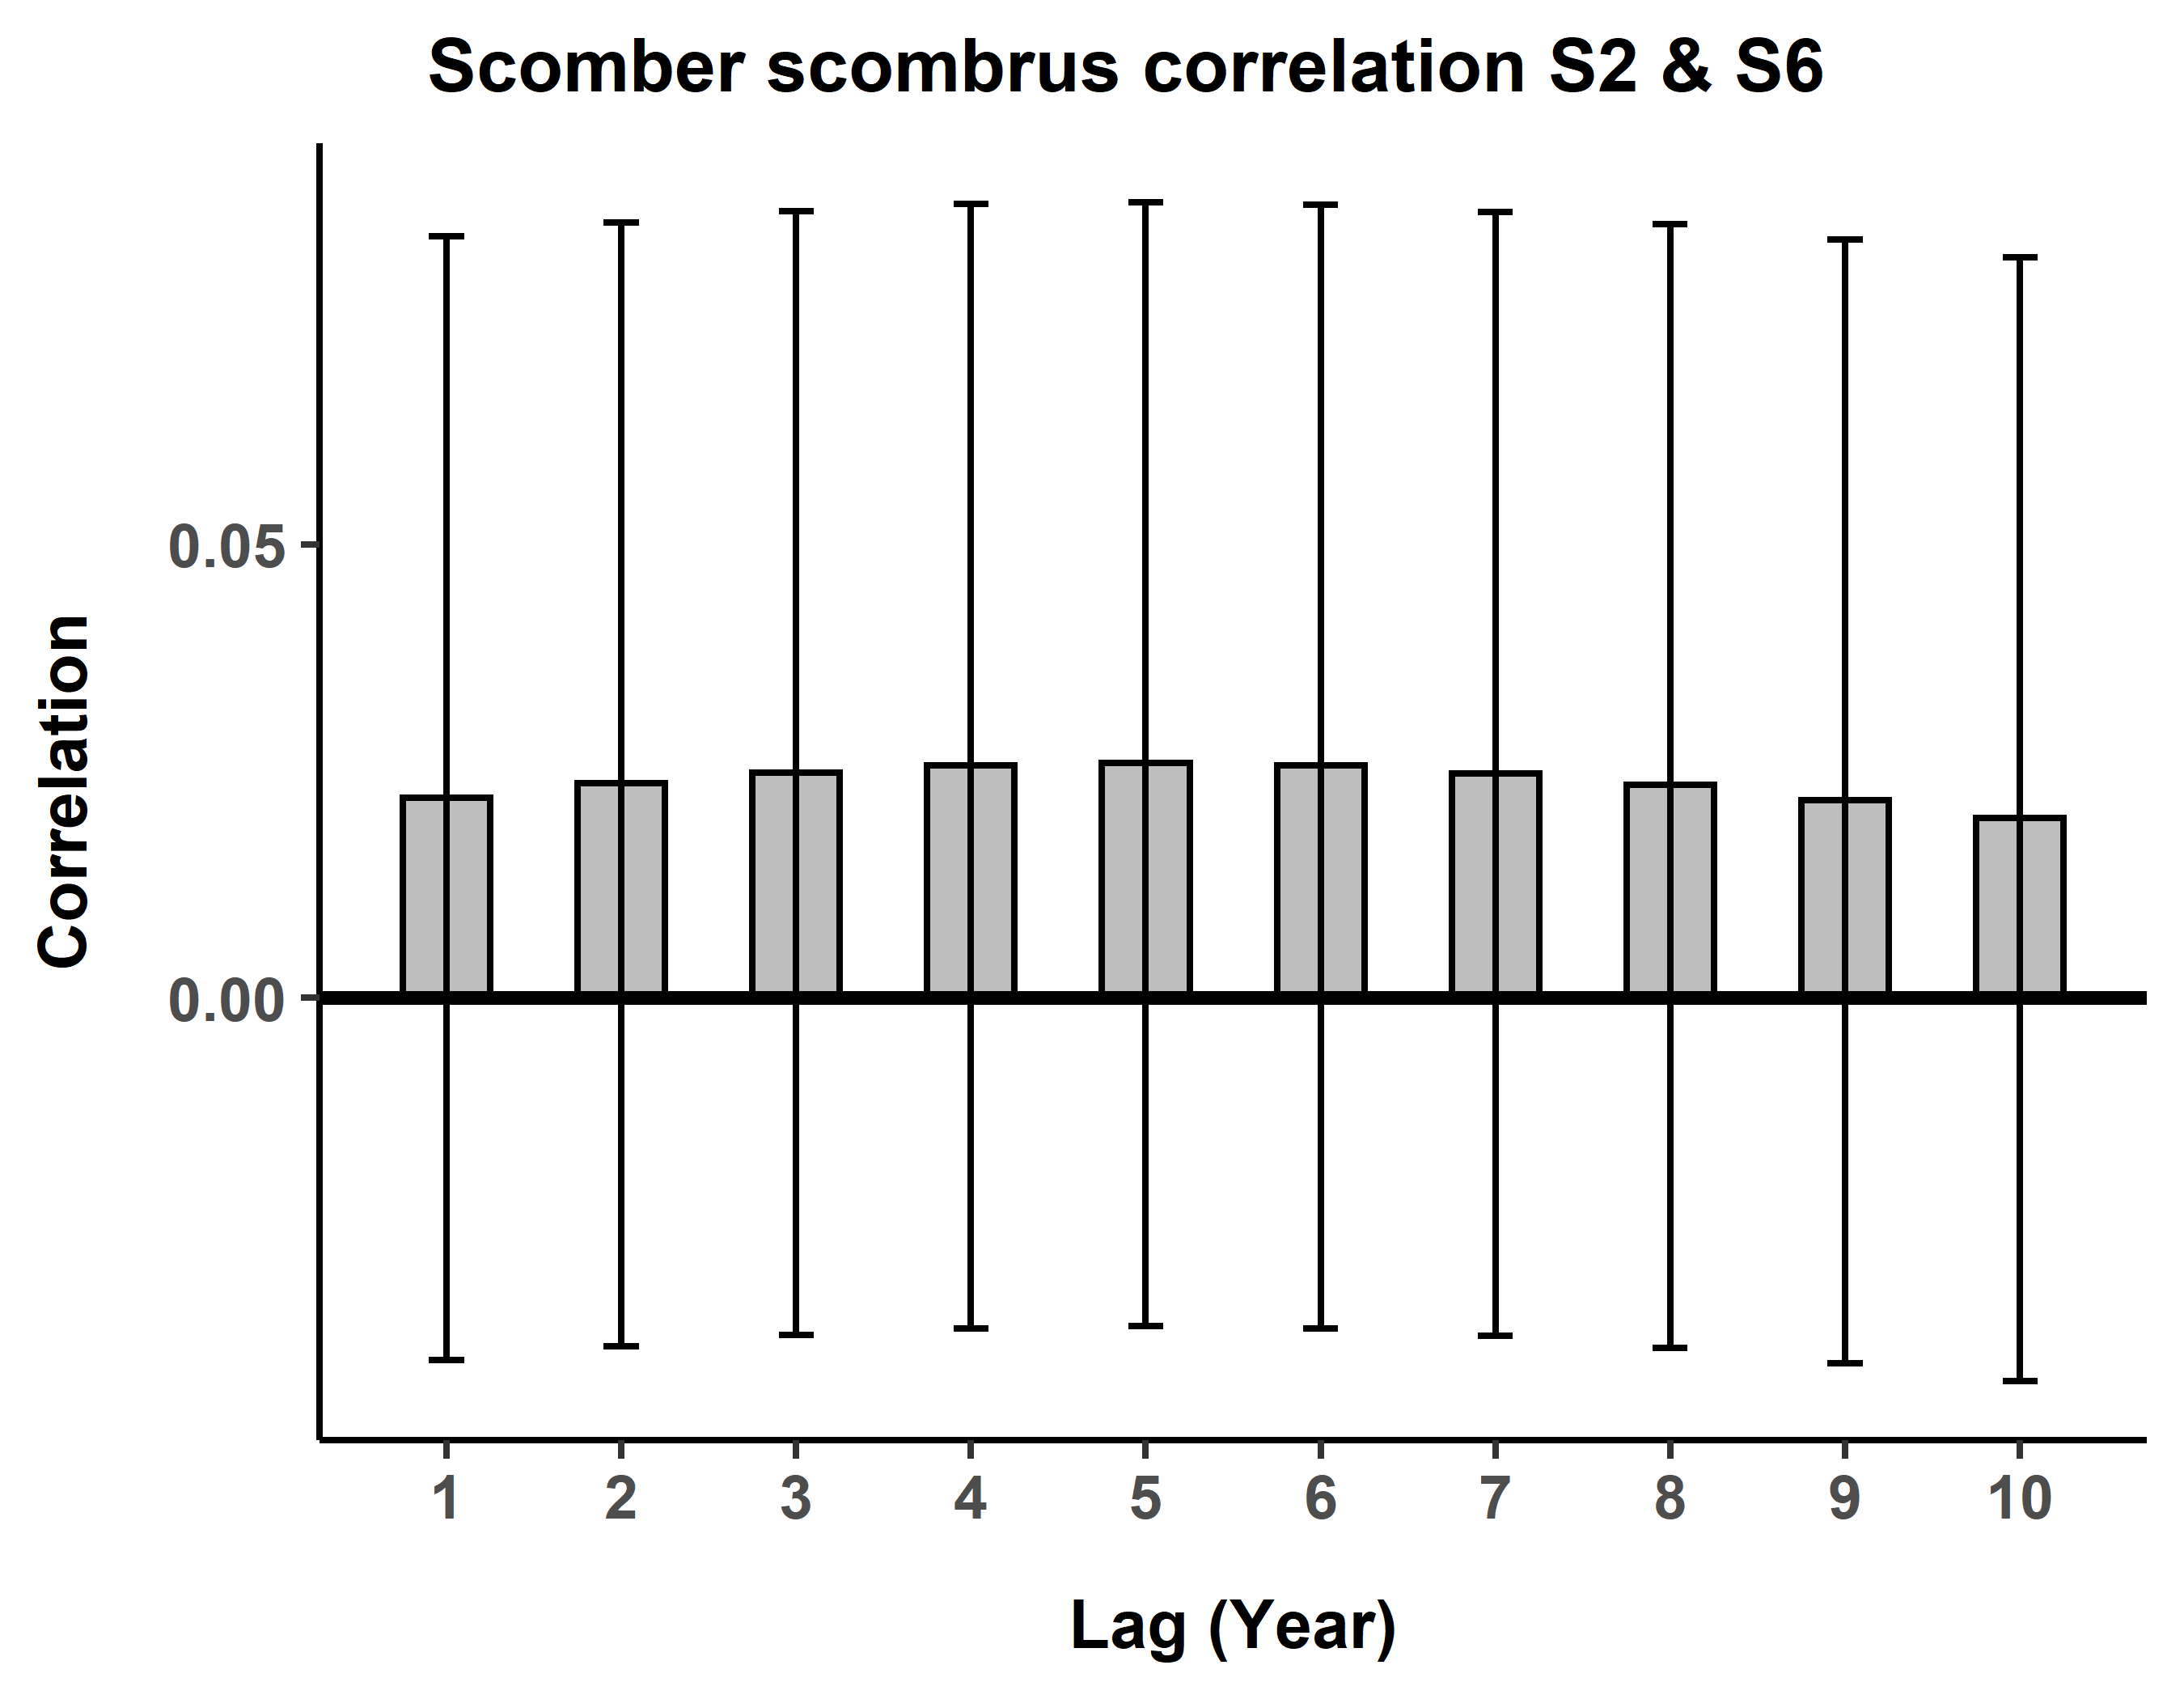 Scomber scombrus correlation S2 & S6
Correlation
0.05
0.00
1 2 3 4 5 6 7 8 9 10
Lag (Year)